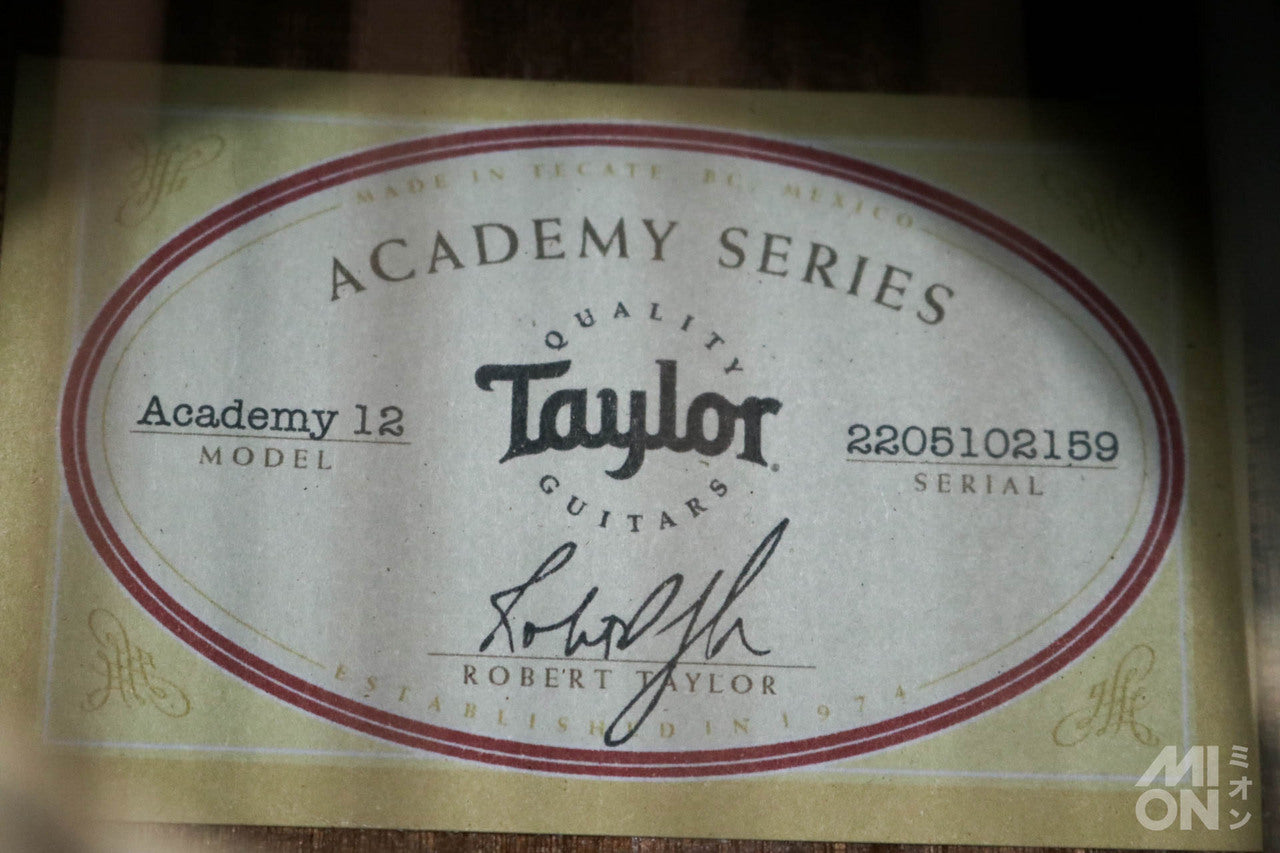 MADE IN TECATE BC, MEXICO
ACADEMY SERIES
QUALITY
Taylor
GUITARS
Academy 12
MODEL
2205102159
SERIAL
ROBERT TAYLOR
ESTABLISHED IN 1974
MI
ON
ミオン